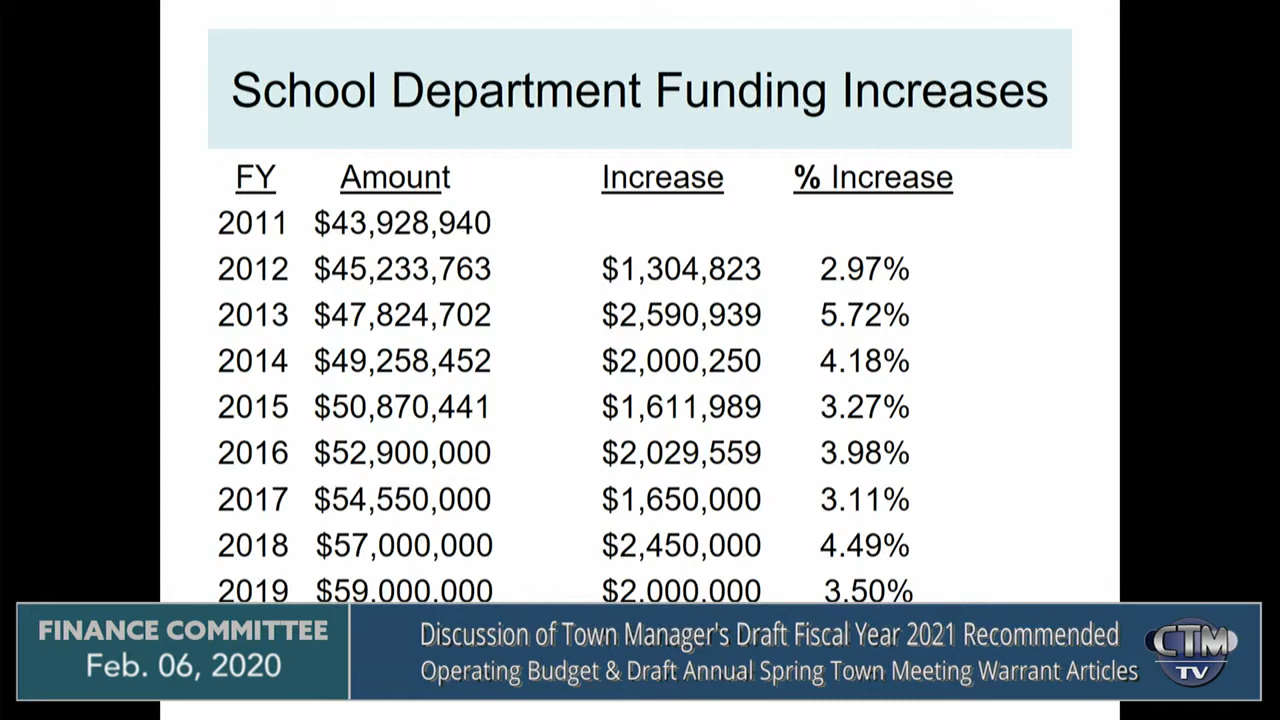 School Department Funding Increases
FY Amount Increase % Increase
2011 $43,928,940
2012 $45,233,763 $1,304,823 2.97%
2013 $47,824,702 $2,590,939 5.72%
2014 $49,258,452 $2,000,250 4.18%
2015 $50,870,441 $1,611,989 3.27%
2016 $52,900,000 $2,029,559 3.98%
2017 $54,550,000 $1,650,000 3.11%
2018 $57,000,000 $2,450,000 4.49%
2019 $59,000,000 $2,000,000 3.50%
FINANCE COMMITTEE
Feb. 06, 2020
Discussion of Town Manager's Draft Fiscal Year 2021 Recommended
Operating Budget & Draft Annual Spring Town Meeting Warrant Articles
CTM
TV